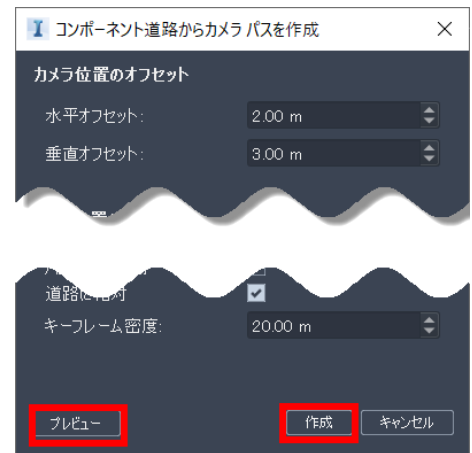 コンポーネント道路からカメラ パスを作成
カメラ位置のオフセット
水平オフセット: 2.00 m
垂直オフセット: 3.00 m
道路に相対
キーフレーム密度: 20.00 m
プレビュー 作成 キャンセル